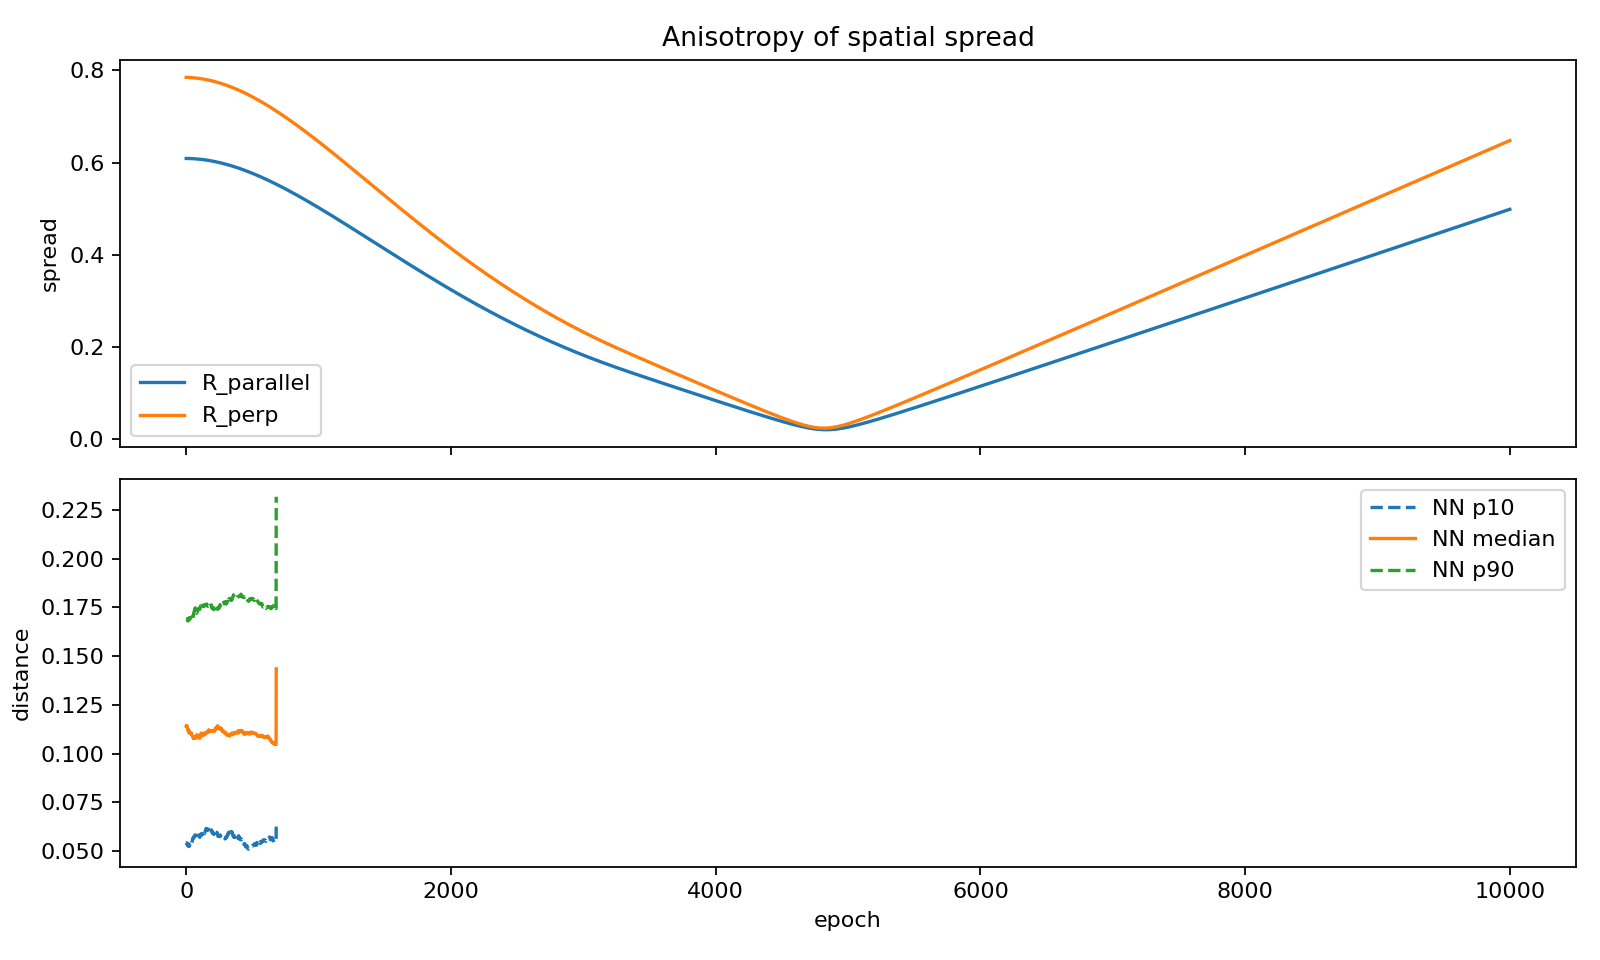 Anisotropy of spatial spread
0.8
0.6
0.4
0.2
0.0
spread
R_parallel
R_perp
0.225
0.200
0.175
0.150
0.125
0.100
0.075
0.050
distance
NN p10
NN median
NN p90
0 2000 4000 6000 8000 10000
epoch